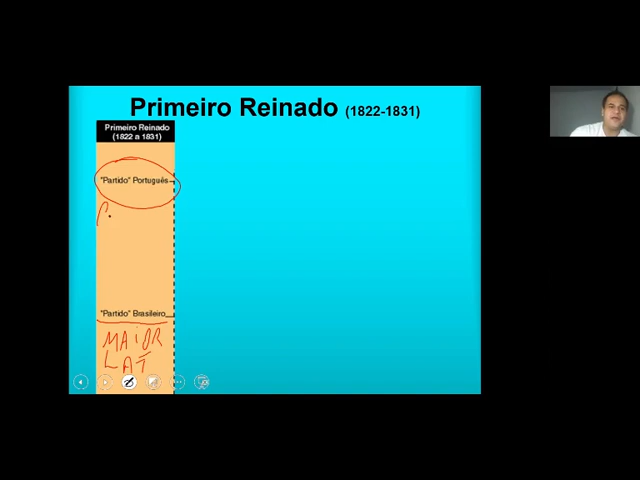 Primeiro Reinado (1822-1831)
Primeiro Reinado
(1822 a 1831)
"Partido" Português
"Partido" Brasileiro
MAIOR
LAT